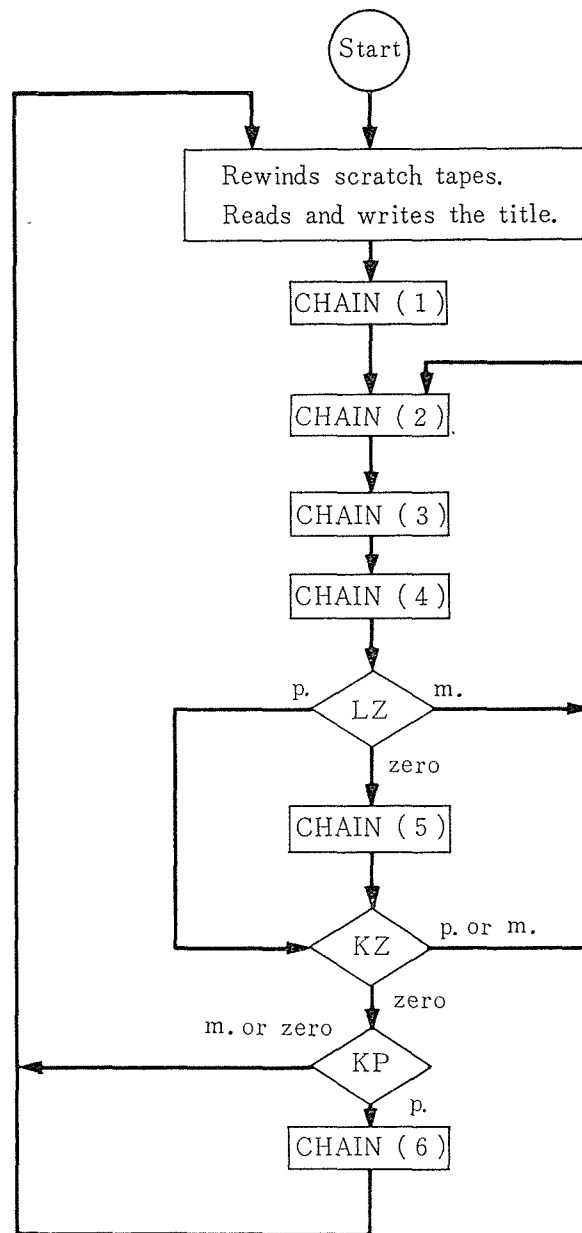 Start
Rewinds scratch tapes.
Reads and writes the title.
CHAIN (1)
CHAIN (2)
CHAIN (3)
CHAIN (4)
p.
LZ
m.
zero
CHAIN (5)
KZ
p. or m.
zero
m. or zero
KP
p.
CHAIN (6)